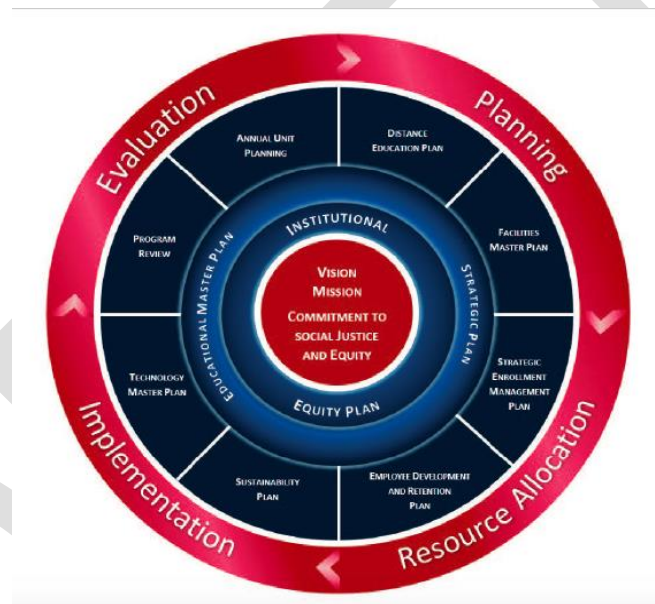 Evaluation
Planning
Resource Allocation
Implementation
ANNUAL UNIT
PLANNING
DISTANCE
EDUCATION PLAN
FACILITIES
MASTER PLAN
STRATEGIC
ENROLLMENT
MANAGEMENT
PLAN
EMPLOYEE DEVELOPMENT
AND RETENTION
PLAN
SUSTAINABILITY
PLAN
TECHNOLOGY
MASTER PLAN
PROGRAM
REVIEW
EDUCATIONAL MASTER PLAN
STRATEGIC PLAN
INSTITUTIONAL
EQUITY PLAN
VISION
MISSION
COMMITMENT TO
SOCIAL JUSTICE
AND EQUITY